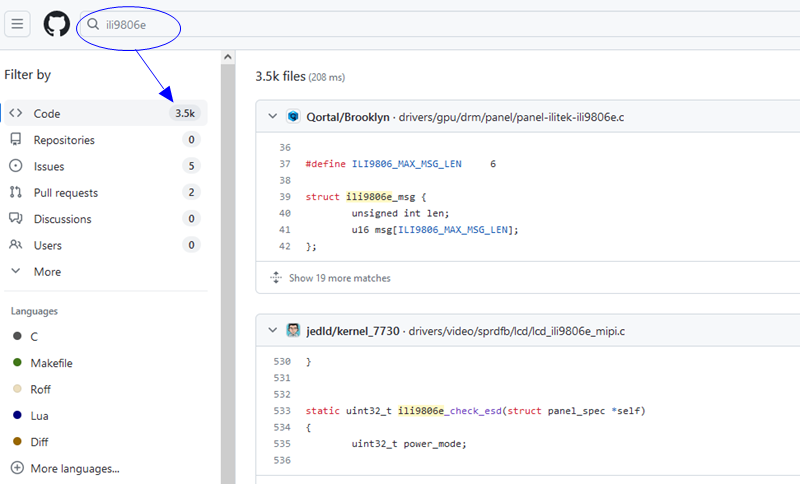 ili9806e
Filter by
Code 3.5k
Repositories 0
Issues 5
Pull requests 2
Discussions 0
Users 0
More
Languages
C
Makefile
Roff
Lua
Diff
More languages...
3.5k files (208 ms)
Qortal/Brooklyn · drivers/gpu/drm/panel/panel-ilitek-ili9806e.c
36
37 #define ILI9806_MAX_MSG_LEN 6
38
39 struct ili9806e_msg {
40 unsigned int len;
41 u16 msg[ILI9806_MAX_MSG_LEN];
42 };
Show 19 more matches
jedld/kernel_7730 · drivers/video/sprdfb/lcd/lcd_ili9806e_mipi.c
530 }
531
532
533 static uint32_t ili9806e_check_esd(struct panel_spec *self)
534 {
535 uint32_t power_mode;
536